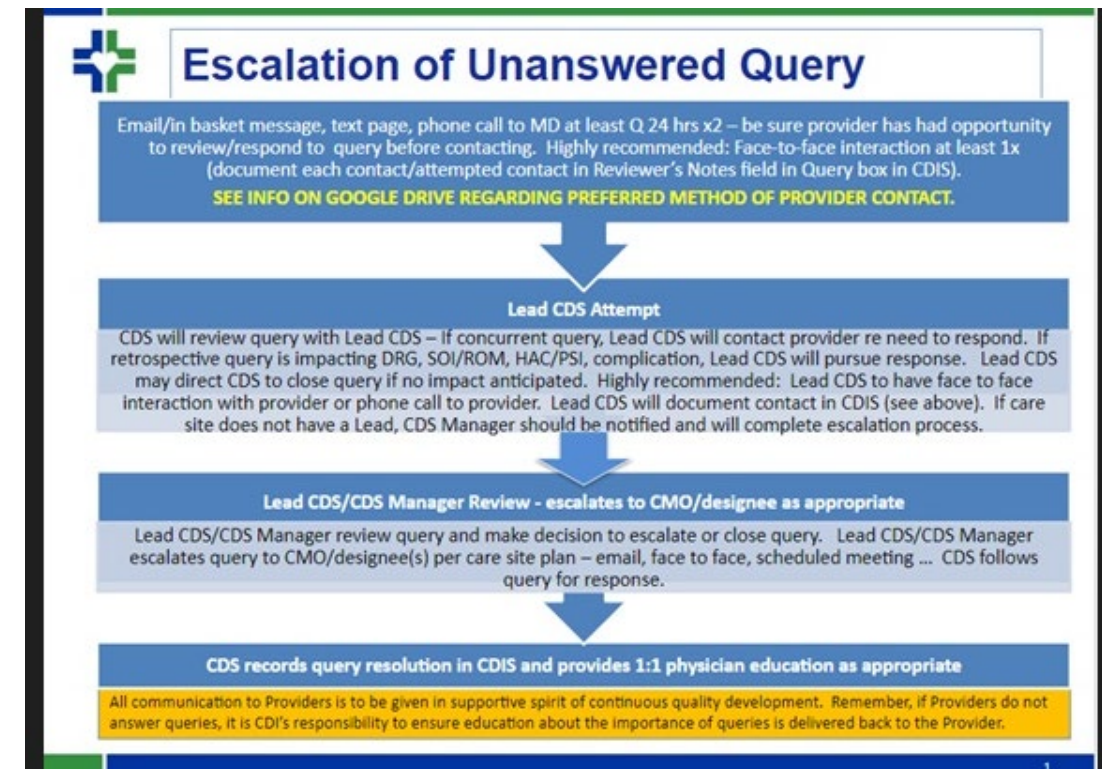 Escalation of Unanswered Query
Email/in basket message, text page, phone call to MD at least Q 24 hrs x2 – be sure provider has had opportunity
to review/respond to query before contacting. Highly recommended: Face-to-face interaction at least 1x
(document each contact/attempted contact in Reviewer's Notes field in Query box in CDIS).
SEE INFO ON GOOGLE DRIVE REGARDING PREFERRED METHOD OF PROVIDER CONTACT.
Lead CDS Attempt
CDS will review query with Lead CDS – If concurrent query, Lead CDS will contact provider re need to respond. If
retrospective query is impacting DRG, SOI/ROM, HAC/PSI, complication, Lead CDS will pursue response. Lead CDS
may direct CDS to close query if no impact anticipated. Highly recommended: Lead CDS to have face to face
interaction with provider or phone call to provider. Lead CDS will document contact in CDIS (see above). If care
site does not have a Lead, CDS Manager should be notified and will complete escalation process.
Lead CDS/CDS Manager Review - escalates to CMO/designee as appropriate
Lead CDS/CDS Manager review query and make decision to escalate or close query. Lead CDS/CDS Manager
escalates query to CMO/designee(s) per care site plan – email, face to face, scheduled meeting ... CDS follows
query for response.
CDS records query resolution in CDIS and provides 1:1 physician education as appropriate
All communication to Providers is to be given in supportive spirit of continuous quality development. Remember, if Providers do not
answer queries, it is CDI's responsibility to ensure education about the importance of queries is delivered back to the Provider.
1